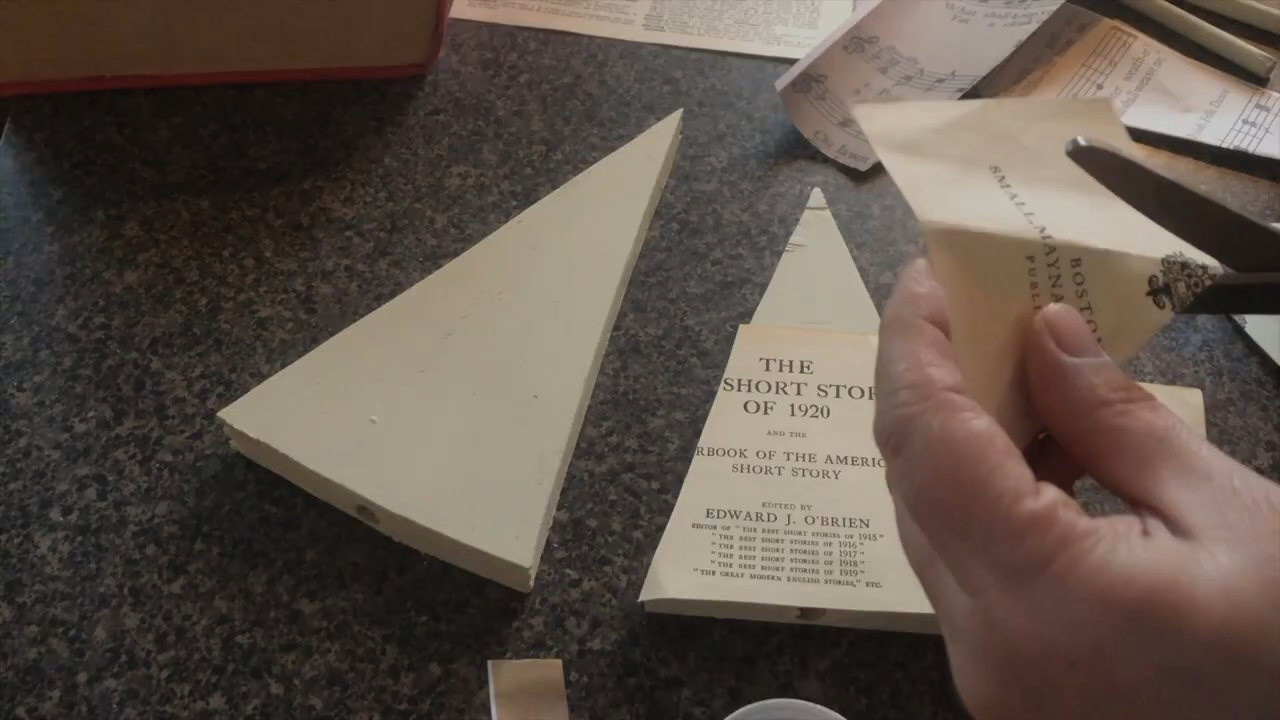 THE
SHORT STOR
OF 1920
AND THE
RBOOK OF THE AMERIC
SHORT STORY
EDITED BY
EDWARD J. O'BRIEN
EDITOR OF "THE BEST SHORT STORIES OF 1915"
"THE BEST SHORT STORIES OF 1916"
"THE BEST SHORT STORIES OF 1917"
"THE BEST SHORT STORIES OF 1918"
"THE BEST SHORT STORIES OF 1919"
"THE GREAT MODERN ENGLISH STORIES," ETC.
BOSTO
SMALL, MAYNA
PUBL